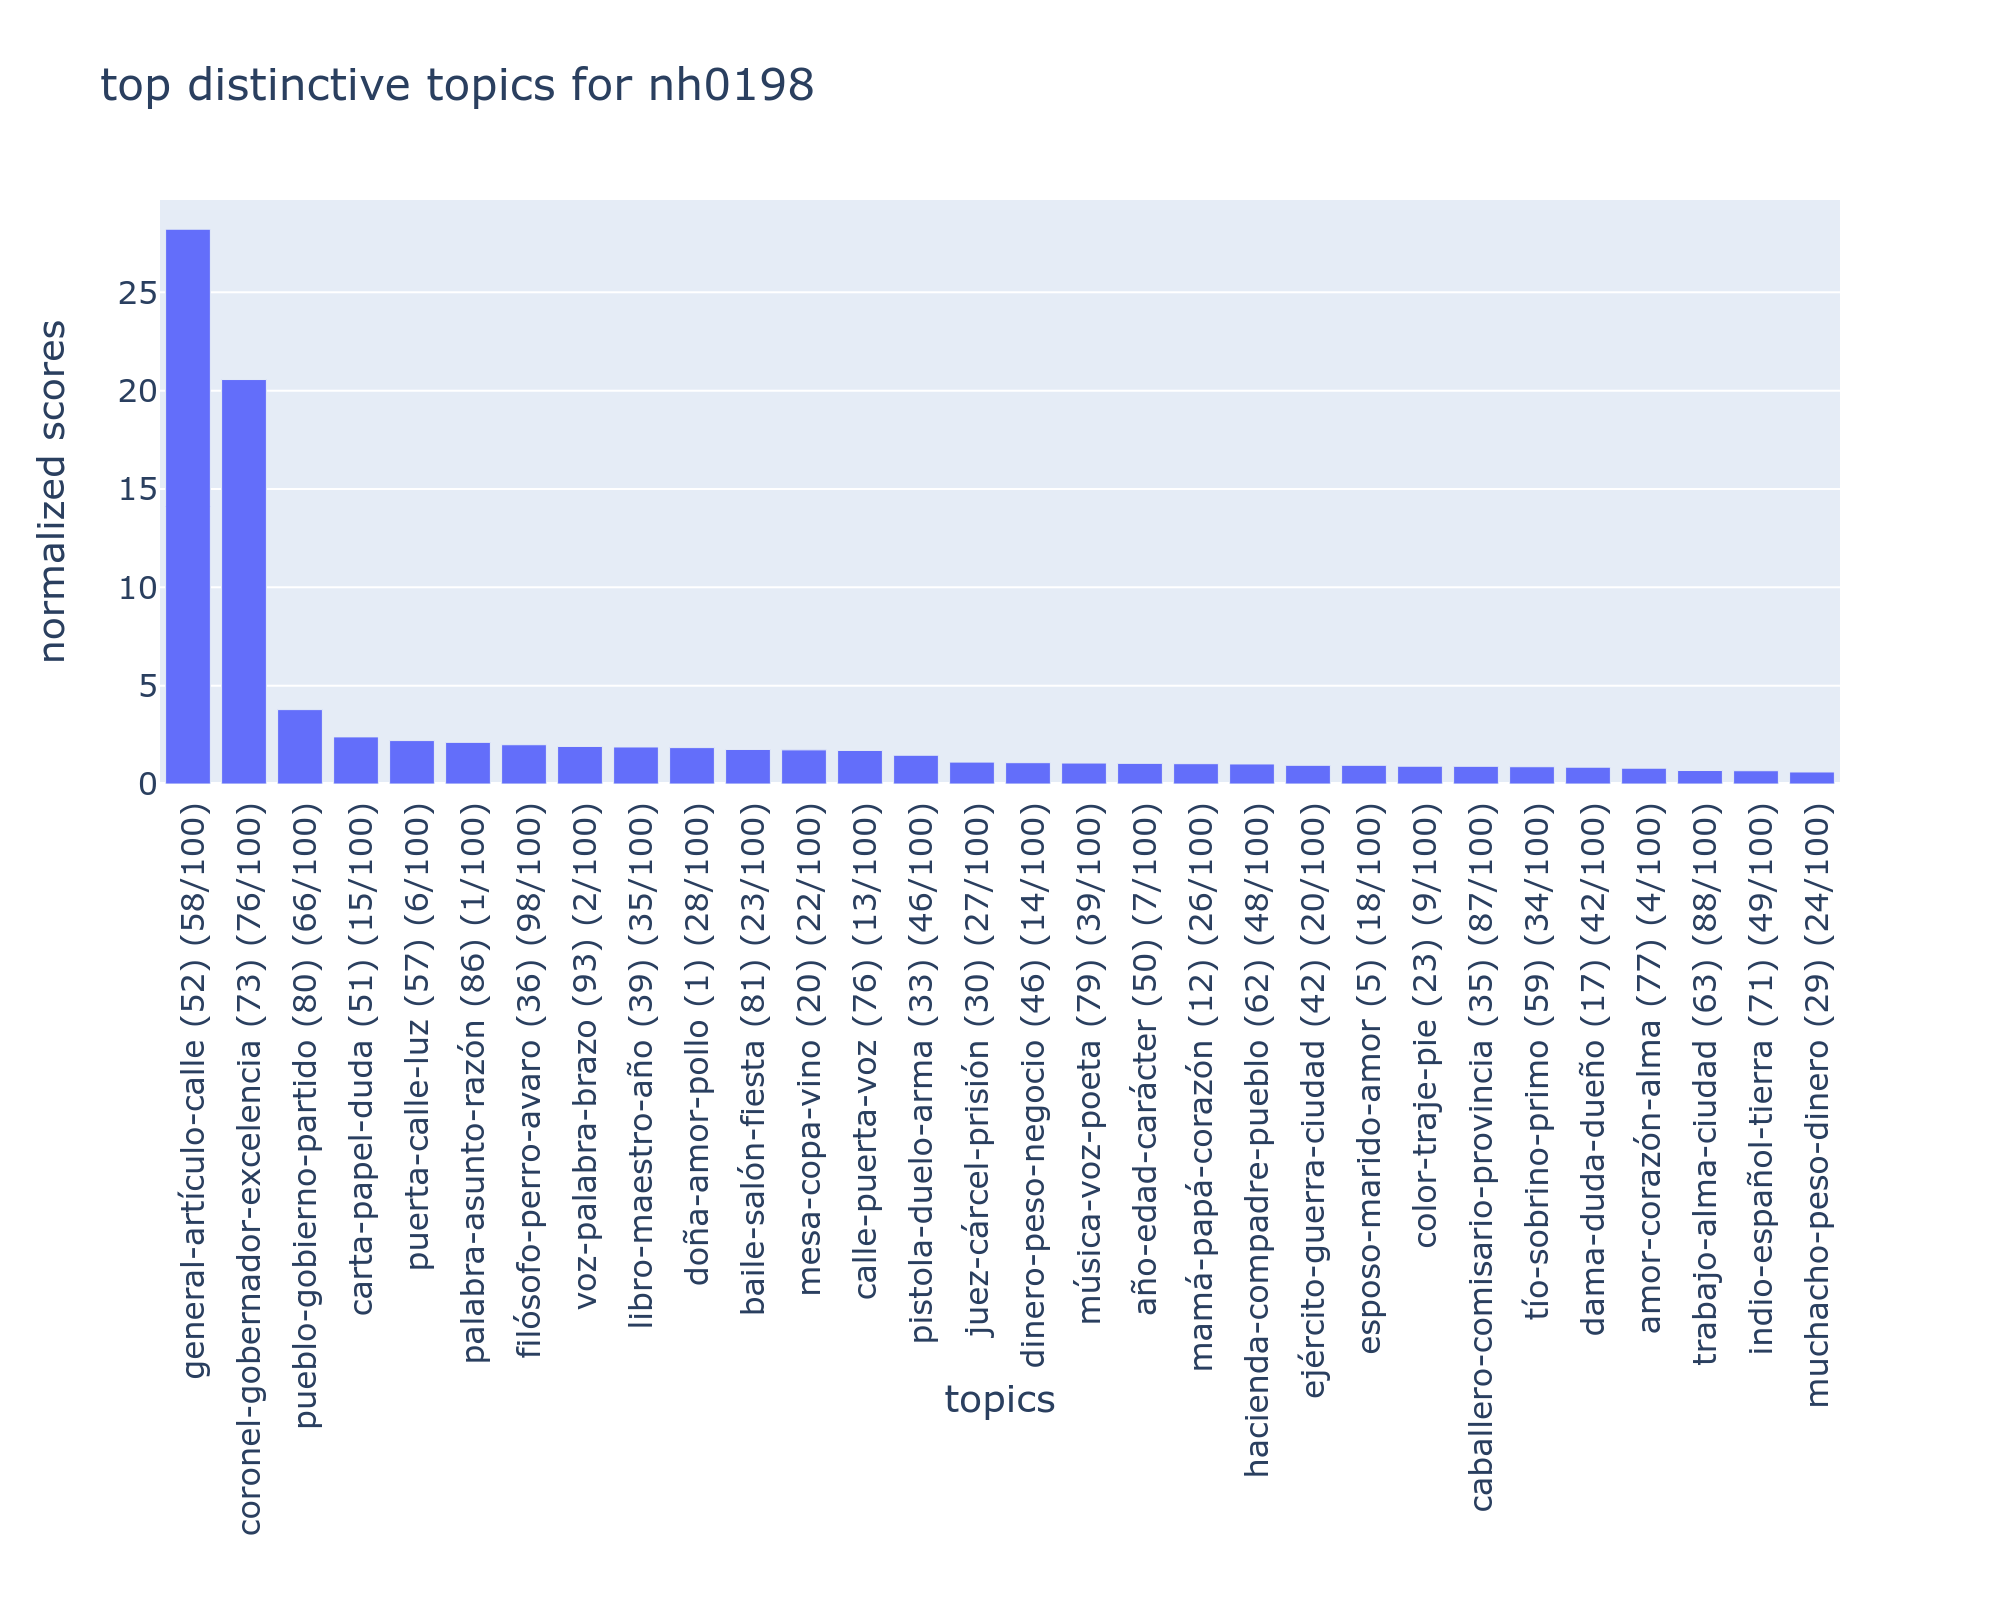 top distinctive topics for nh0198
normalized scores
25
20
15
10
5
0
general-artículo-calle (52) (58/100)
coronel-gobernador-excelencia (73) (76/100)
pueblo-gobierno-partido (80) (66/100)
carta-papel-duda (51) (15/100)
puerta-calle-luz (57) (6/100)
palabra-asunto-razón (86) (1/100)
filósofo-perro-avaro (36) (98/100)
voz-palabra-brazo (93) (2/100)
libro-maestro-año (39) (35/100)
doña-amor-pollo (1) (28/100)
baile-salón-fiesta (81) (23/100)
mesa-copa-vino (20) (22/100)
calle-puerta-voz (76) (13/100)
pistola-duelo-arma (33) (46/100)
juez-cárcel-prisión (30) (27/100)
dinero-peso-negocio (46) (14/100)
música-voz-poeta (79) (39/100)
año-edad-carácter (50) (7/100)
mamá-papá-corazón (12) (26/100)
hacienda-compadre-pueblo (62) (48/100)
ejército-guerra-ciudad (42) (20/100)
esposo-marido-amor (5) (18/100)
color-traje-pie (23) (9/100)
caballero-comisario-provincia (35) (87/100)
tío-sobrino-primo (59) (34/100)
dama-duda-dueño (17) (42/100)
amor-corazón-alma (77) (4/100)
trabajo-alma-ciudad (63) (88/100)
indio-español-tierra (71) (49/100)
muchacho-peso-dinero (29) (24/100)
topics